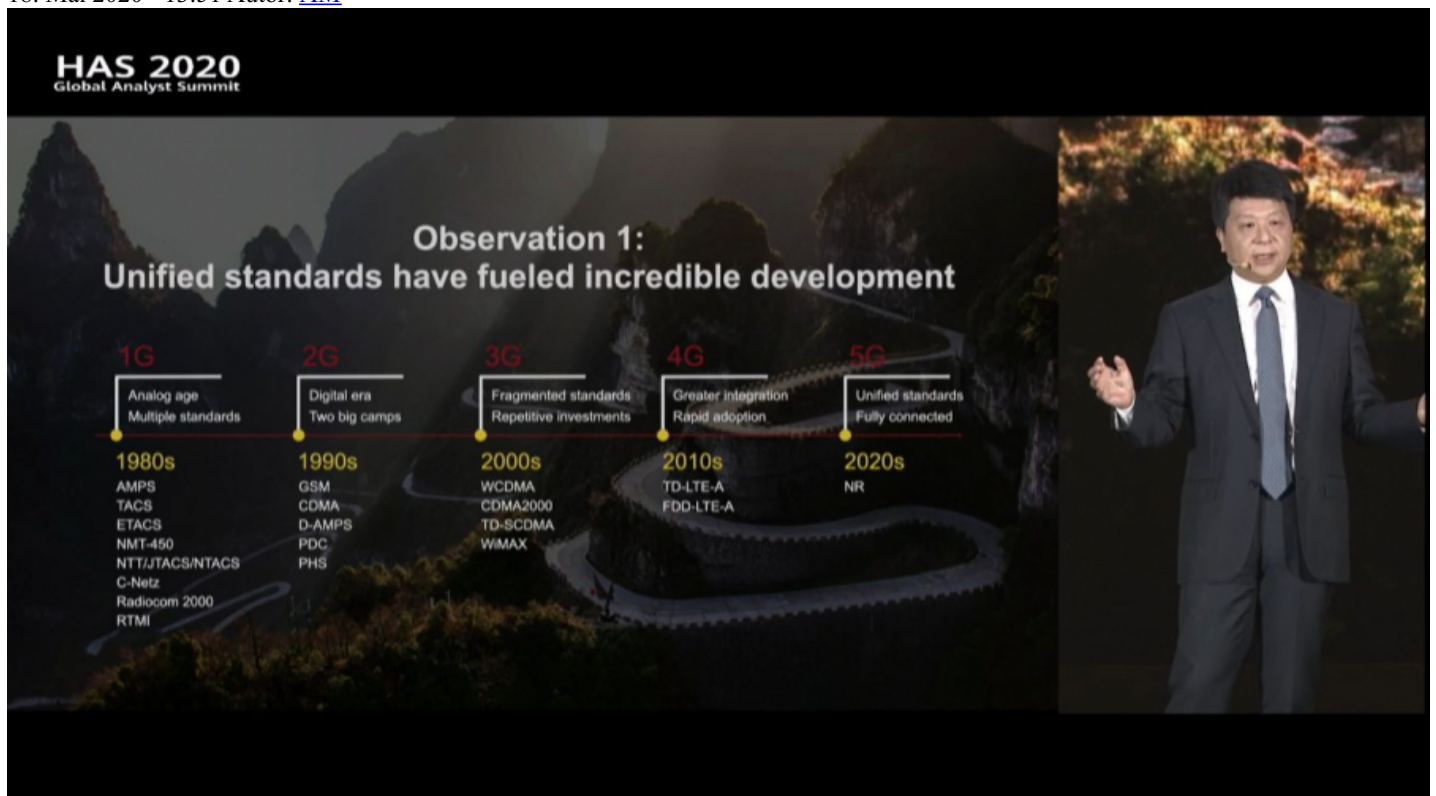 HAS 2020
Global Analyst Summit
Observation 1:
Unified standards have fueled incredible development
1G
Analog age
Multiple standards
1980s
AMPS
TACS
ETACS
NMT-450
NTT/JTACS/NTACS
C-Netz
Radiocom 2000
RTMI
2G
Digital era
Two big camps
1990s
GSM
CDMA
D-AMPS
PDC
PHS
3G
Fragmented standards
Repetitive investments
2000s
WCDMA
CDMA2000
TD-SCDMA
WiMAX
4G
Greater integration
Rapid adoption
2010s
TD-LTE-A
FDD-LTE-A
5G
Unified standards
Fully connected
2020s
NR